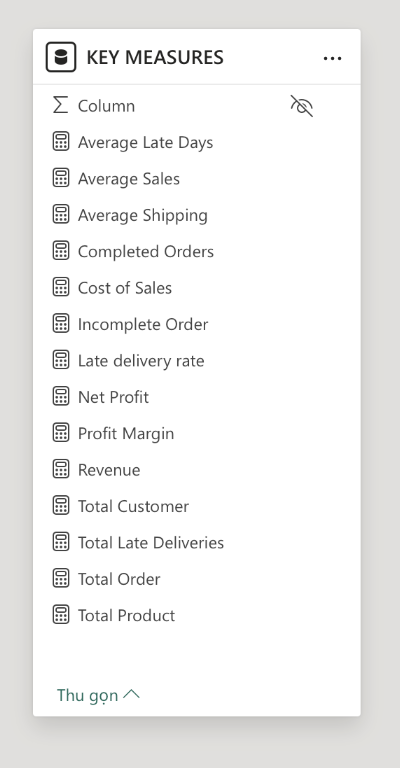 KEY MEASURES
Column
Average Late Days
Average Sales
Average Shipping
Completed Orders
Cost of Sales
Incomplete Order
Late delivery rate
Net Profit
Profit Margin
Revenue
Total Customer
Total Late Deliveries
Total Order
Total Product
Thu gọn